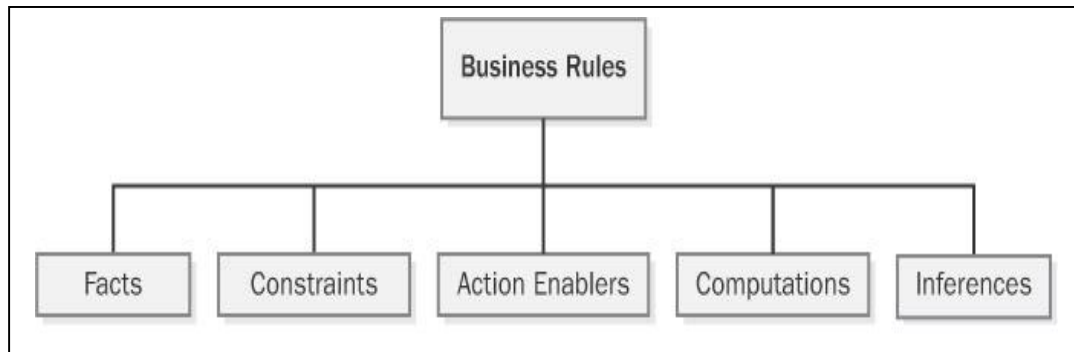 Business Rules
Facts
Constraints
Action Enablers
Computations
Inferences